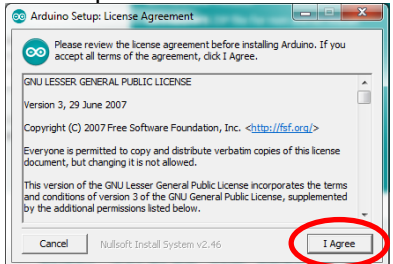 Arduino Setup: License Agreement
Please review the license agreement before installing Arduino. If you
accept all terms of the agreement, click I Agree.
GNU LESSER GENERAL PUBLIC LICENSE
Version 3, 29 June 2007
Copyright (C) 2007 Free Software Foundation, Inc. <http://fsf.org/>
Everyone is permitted to copy and distribute verbatim copies of this license
document, but changing it is not allowed.
This version of the GNU Lesser General Public License incorporates the terms
and conditions of version 3 of the GNU General Public License, supplemented
by the additional permissions listed below.
Cancel
Nullsoft Install System v2.46
I Agree